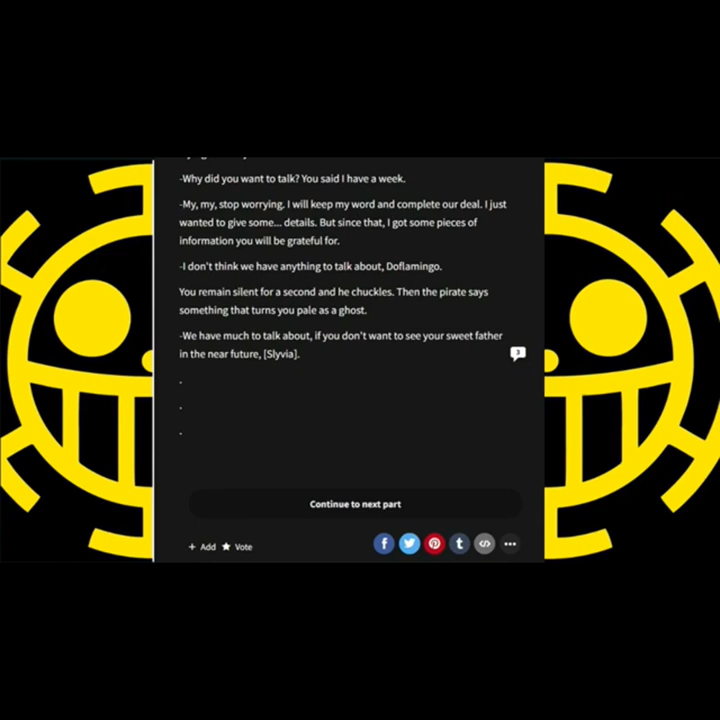 -Why did you want to talk? You said I have a week.
-My, my, stop worrying. I will keep my word and complete our deal. I just
wanted to give some... details. But since that, I got some pieces of
information you will be grateful for.
-I don't think we have anything to talk about, Doflamingo.
You remain silent for a second and he chuckles. Then the pirate says
something that turns you pale as a ghost.
-We have much to talk about, if you don't want to see your sweet father
in the near future, [Slyvia].
3
.
.
.
Continue to next part
+ Add ★ Vote
f t </> •••